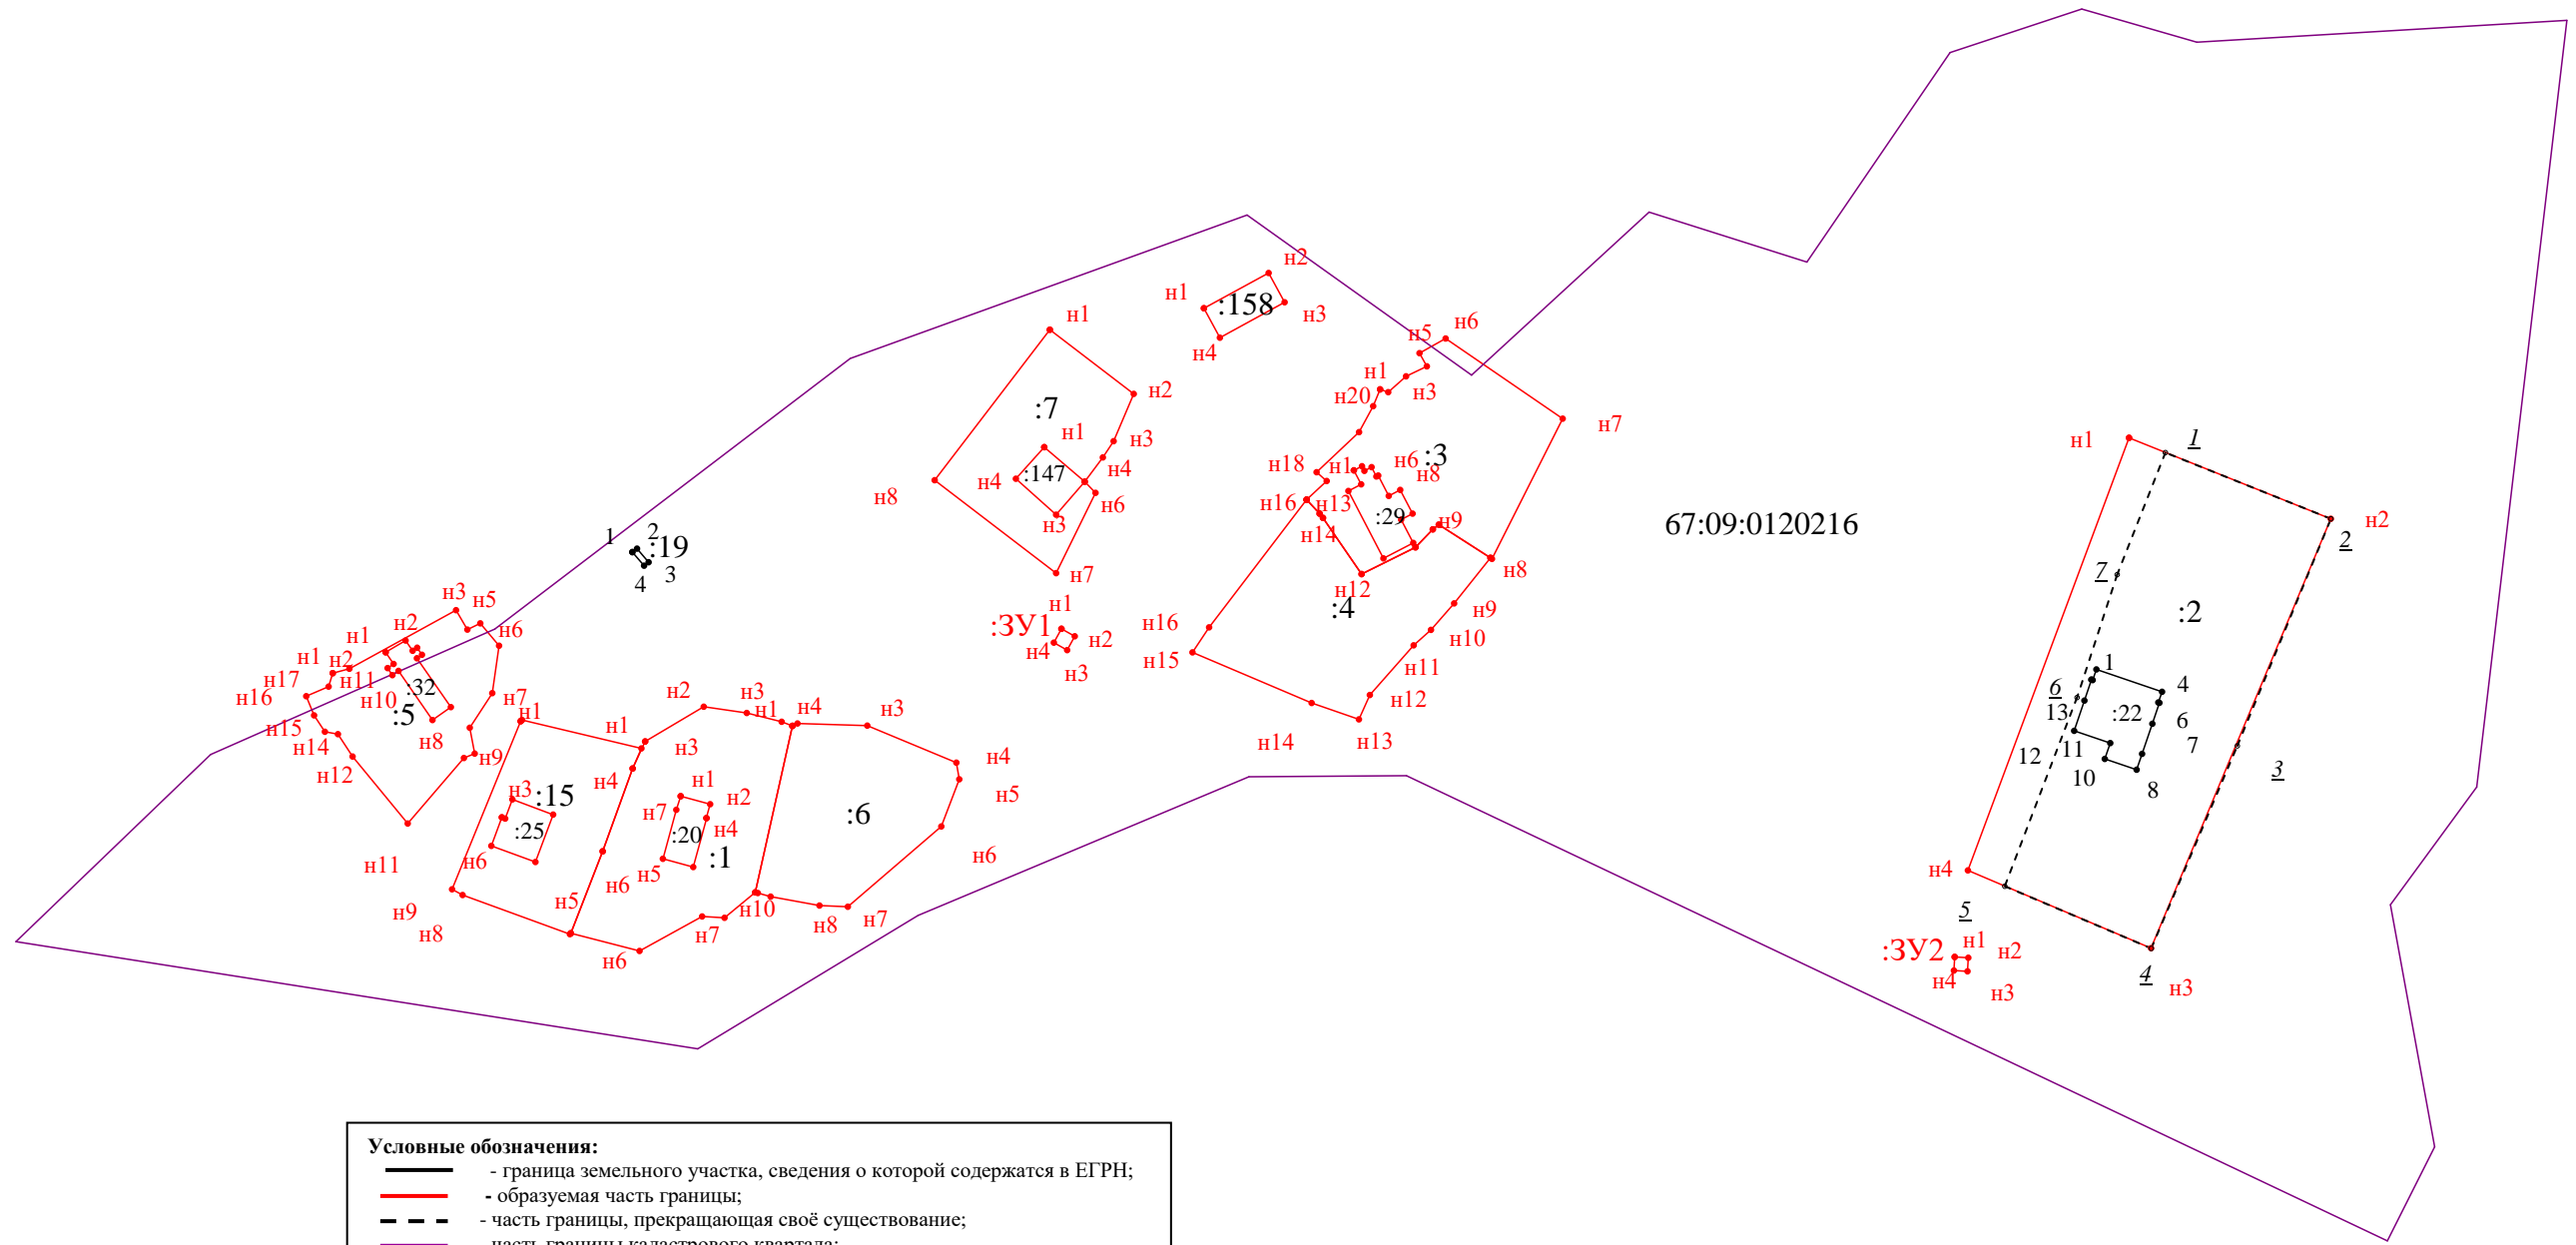 н2
н1
:158
н3
н4
н1
н2
:7
н3
н1
н4
:147
н4
н6
н3
н8
н7
н5
н6
н1
н20
н3
н7
:3
н18
н1
н6
н8
н16
н13
:29
н9
н14
н12
н8
:4
н16
н9
н10
н15
н11
н12
н14
н13
67:09:0120216
н1
1
н2
2
7
:2
1
6
4
13
:22
6
7
11
12
10
8
3
н4
5
н1
:ЗУ2
н2
н4
н3
4
н3
1
2
:19
3
4
н1
:ЗУ1
н2
н4
н3
н3
н5
н2
н6
н1
н1
н2
н17
н11
н16
н10
:32
н7
:5
н15
н14
н8
н9
н12
н11
н1
н1
н3
:15
:25
н6
н4
н5
н9
н8
н2
н3
н1
н4
н3
н3
н1
н2
н7
:20
н4
:1
н5
н6
н10
н7
н6
:6
н4
н5
н6
н8
н7
Условные обозначения:
- граница земельного участка, сведения о которой содержатся в ЕГРН;
- образуемая часть границы;
- часть границы, прекращающая своё существование;
- часть границы кадастрового квартала;